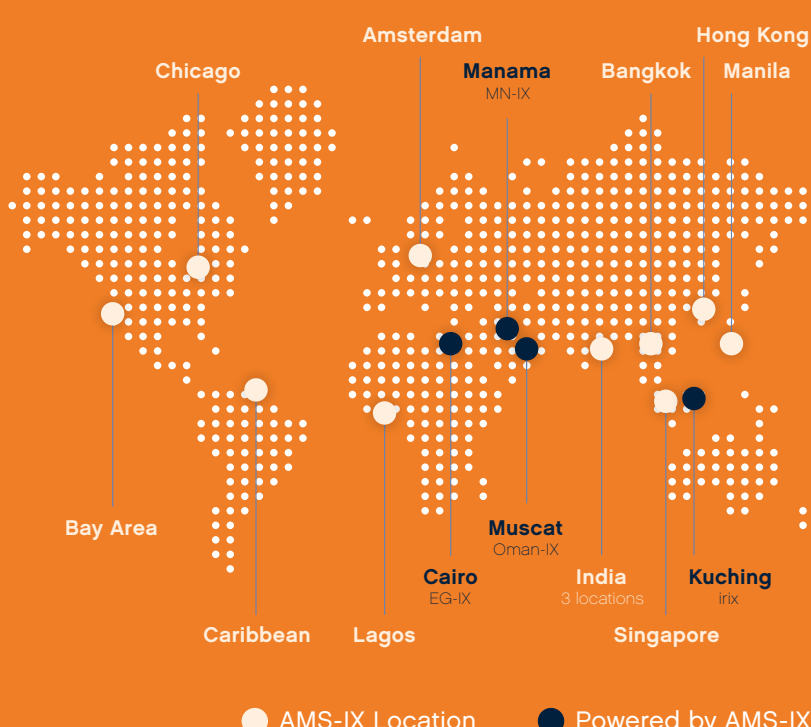 Amsterdam
Hong Kong
Chicago
Manama
MN-IX
Bangkok
Manila
Bay Area
Muscat
Oman-IX
Cairo
EG-IX
India
3 locations
Kuching
irix
Caribbean
Lagos
Singapore
AMS-IX Location
Powered by AMS-IX